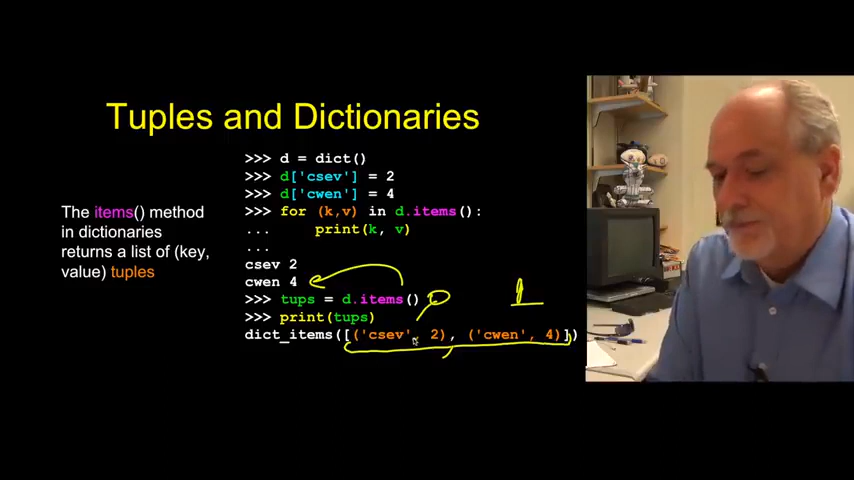 Tuples and Dictionaries
The items() method
in dictionaries
returns a list of (key,
value) tuples
>>> d = dict()
>>> d['csev'] = 2
>>> d['cwen'] = 4
>>> for (k,v) in d.items():
...     print(k, v)
...
csev 2
cwen 4
>>> tups = d.items()
>>> print(tups)
dict_items([('csev', 2), ('cwen', 4)])
1